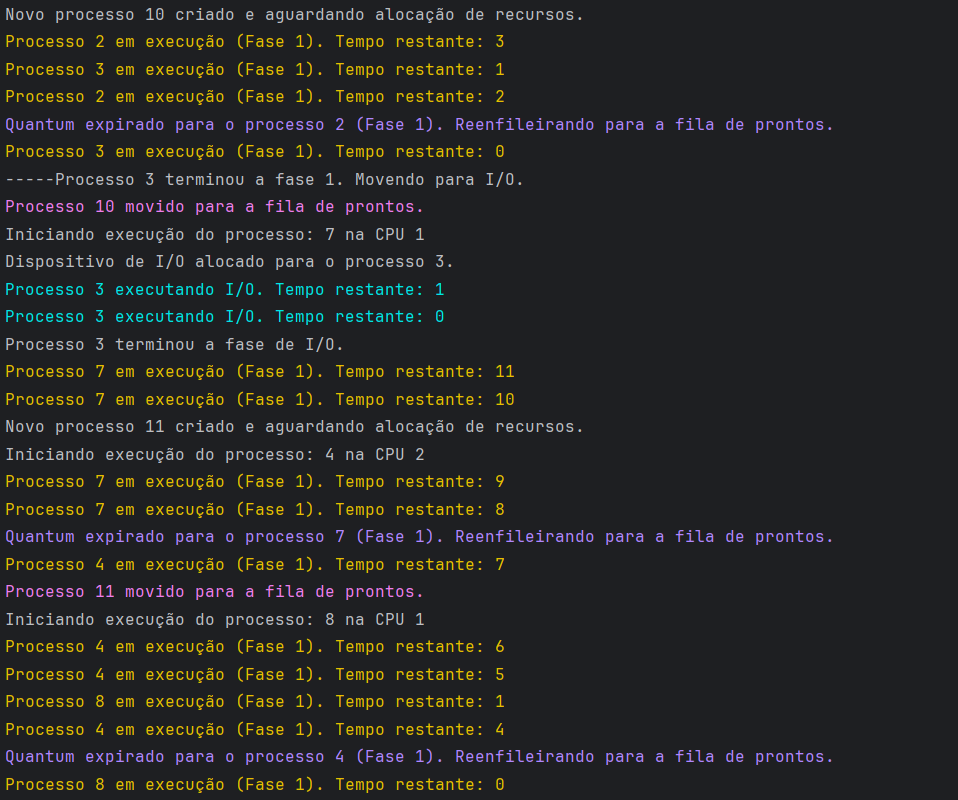 Novo processo 10 criado e aguardando alocação de recursos.
Processo 2 em execução (Fase 1). Tempo restante: 3
Processo 3 em execução (Fase 1). Tempo restante: 1
Processo 2 em execução (Fase 1). Tempo restante: 2
Quantum expirado para o processo 2 (Fase 1). Reenfileirando para a fila de prontos.
Processo 3 em execução (Fase 1). Tempo restante: 0
-----Processo 3 terminou a fase 1. Movendo para I/O.
Processo 10 movido para a fila de prontos.
Iniciando execução do processo: 7 na CPU 1
Dispositivo de I/O alocado para o processo 3.
Processo 3 executando I/O. Tempo restante: 1
Processo 3 executando I/O. Tempo restante: 0
Processo 3 terminou a fase de I/O.
Processo 7 em execução (Fase 1). Tempo restante: 11
Processo 7 em execução (Fase 1). Tempo restante: 10
Novo processo 11 criado e aguardando alocação de recursos.
Iniciando execução do processo: 4 na CPU 2
Processo 7 em execução (Fase 1). Tempo restante: 9
Processo 7 em execução (Fase 1). Tempo restante: 8
Quantum expirado para o processo 7 (Fase 1). Reenfileirando para a fila de prontos.
Processo 4 em execução (Fase 1). Tempo restante: 7
Processo 11 movido para a fila de prontos.
Iniciando execução do processo: 8 na CPU 1
Processo 4 em execução (Fase 1). Tempo restante: 6
Processo 4 em execução (Fase 1). Tempo restante: 5
Processo 8 em execução (Fase 1). Tempo restante: 1
Processo 4 em execução (Fase 1). Tempo restante: 4
Quantum expirado para o processo 4 (Fase 1). Reenfileirando para a fila de prontos.
Processo 8 em execução (Fase 1). Tempo restante: 0